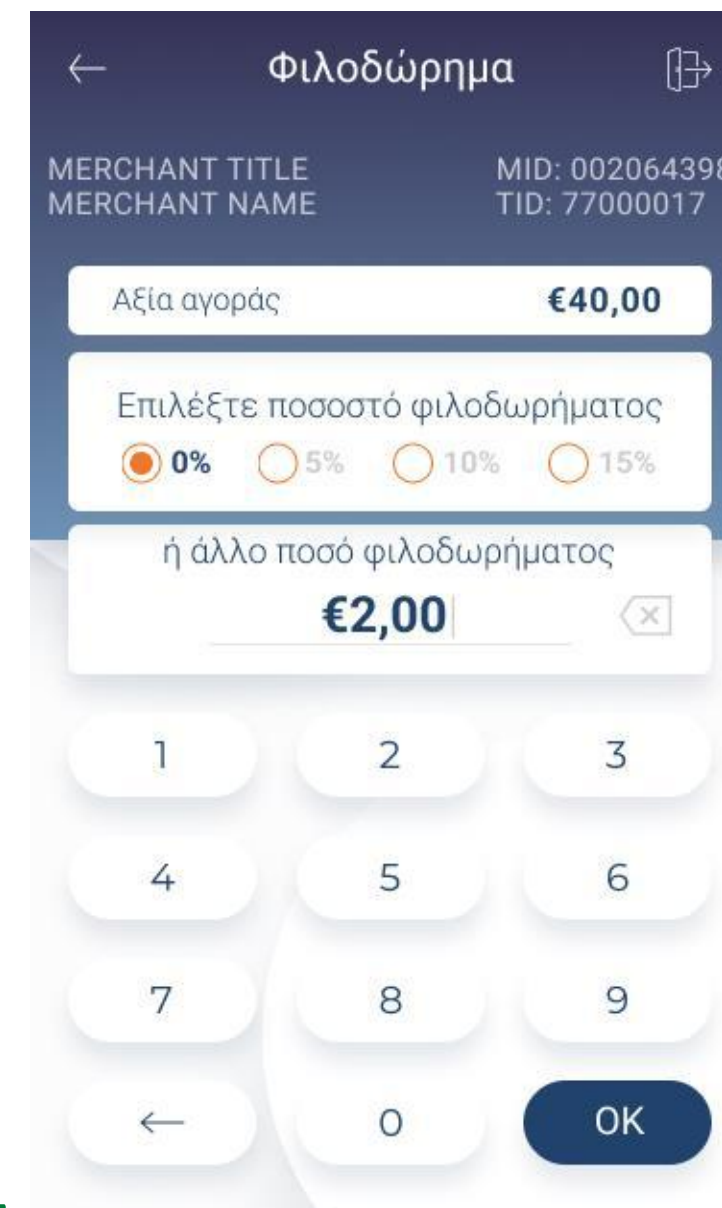 Φιλοδώρημα
MERCHANT TITLE MID: 002064398
MERCHANT NAME TID: 77000017
Αξία αγοράς €40,00
Επιλέξτε ποσοστό φιλοδωρήματος
0% 5% 10% 15%
ή άλλο ποσό φιλοδωρήματος
€2,00
1 2 3
4 5 6
7 8 9
0 OK